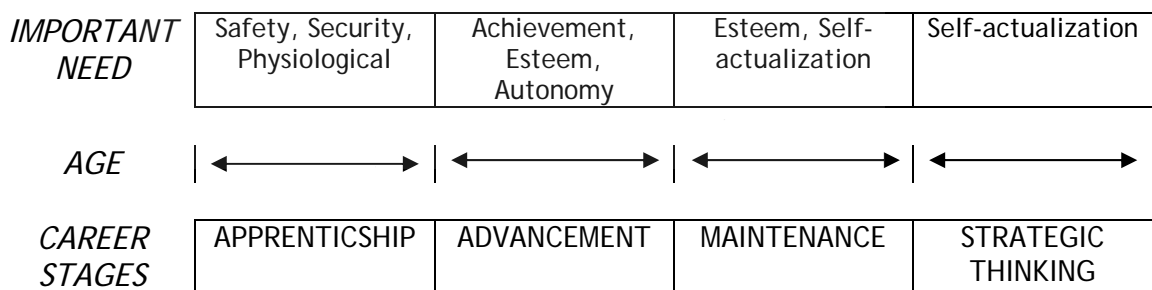 IMPORTANT NEED
Safety, Security, Physiological
Achievement, Esteem, Autonomy
Esteem, Self-actualization
Self-actualization
AGE
CAREER STAGES
APPRENTICSHIP
ADVANCEMENT
MAINTENANCE
STRATEGIC THINKING